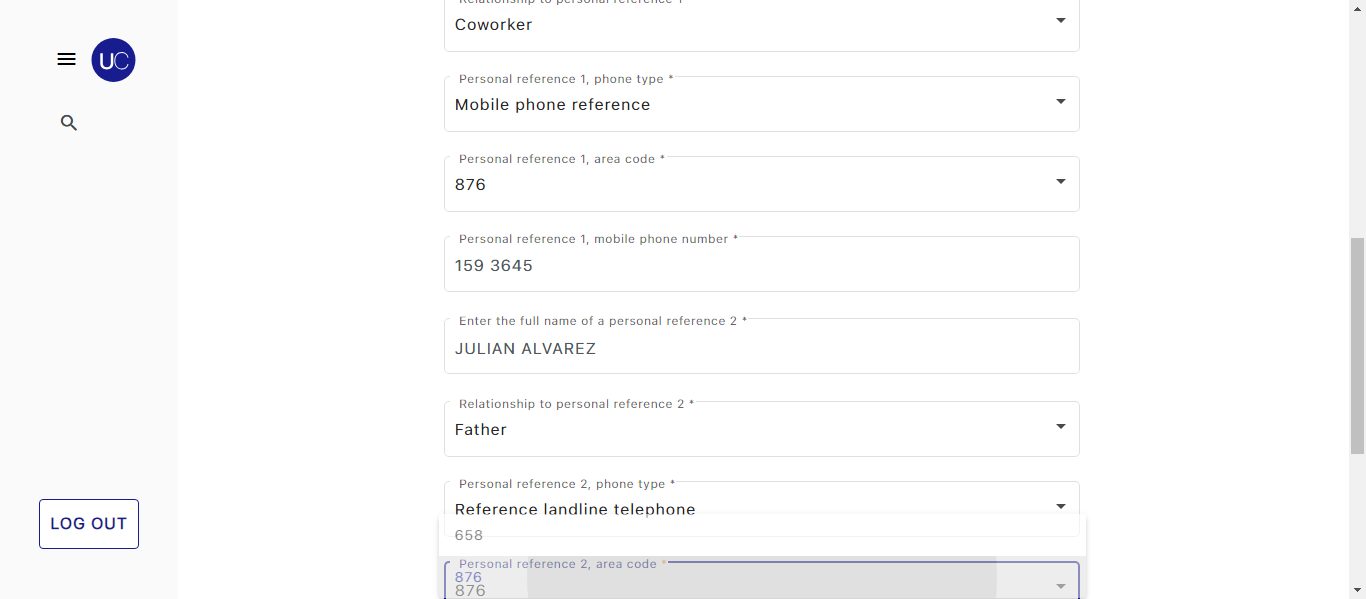 Relationship to personal reference 1
Coworker
UC
Personal reference 1, phone type *
Mobile phone reference
Personal reference 1, area code *
876
Personal reference 1, mobile phone number *
159 3645
Enter the full name of a personal reference 2 *
JULIAN ALVAREZ
Relationship to personal reference 2 *
Father
Personal reference 2, phone type *
Reference landline telephone
LOG OUT
658
Personal reference 2, area code *
876
876